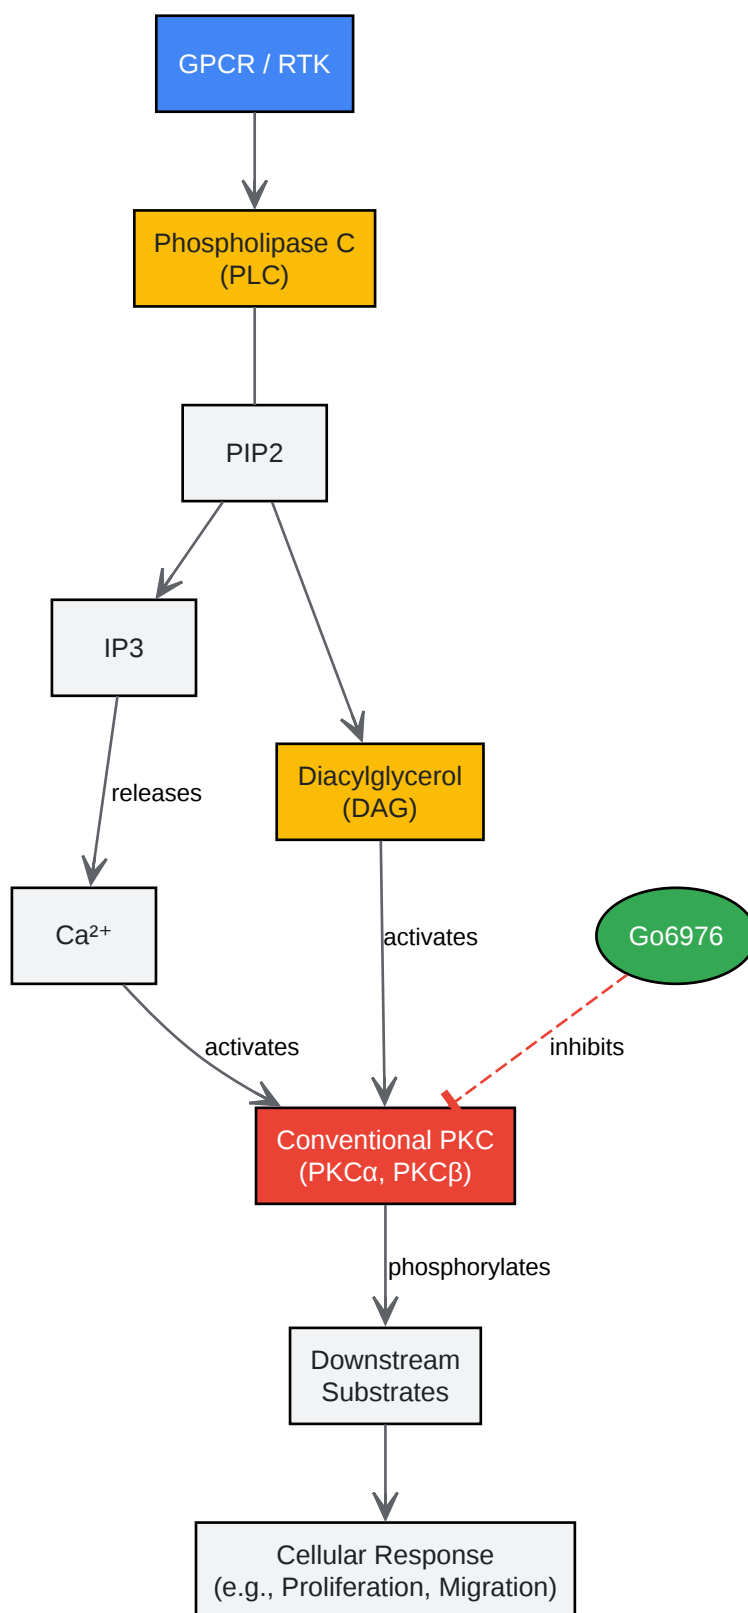 GPCR / RTK
Phospholipase C
(PLC)
PIP2
IP3
releases
Diacylglycerol
(DAG)
Ca²⁺
activates
Go6976
activates
inhibits
Conventional PKC
(PKCα, PKCβ)
phosphorylates
Downstream
Substrates
Cellular Response
(e.g., Proliferation, Migration)